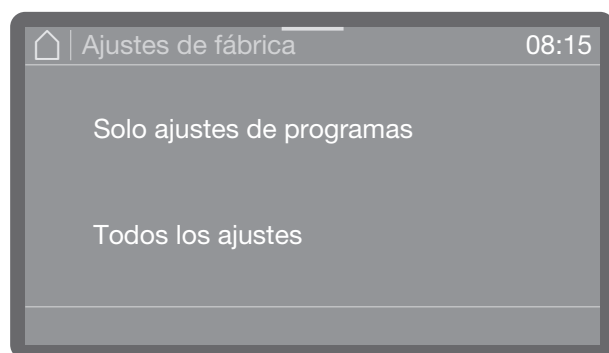 Ajustes de fábrica 08:15
Solo ajustes de programas
Todos los ajustes